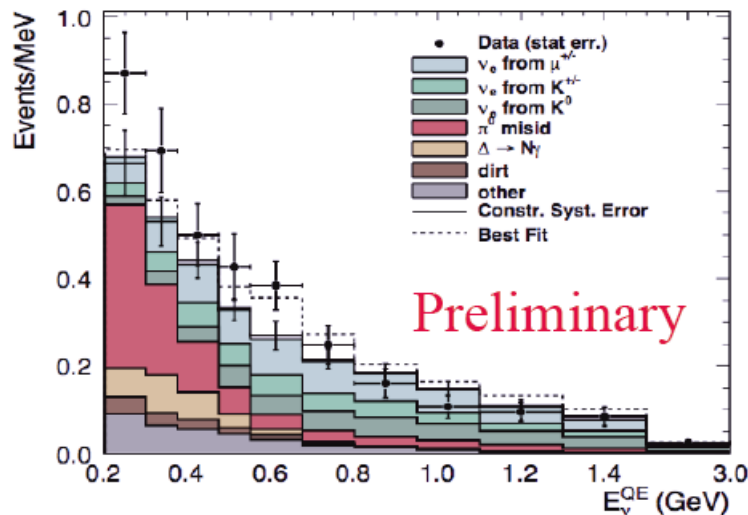 Events/MeV
1.0
0.8
0.6
0.4
0.2
0.0
Data (stat err.)
νe from μ+/-
νe from K+/-
νe from K0
π0 misid
Δ → Nγ
dirt
other
Constr. Syst. Error
Best Fit
Preliminary
0.2 0.4 0.6 0.8 1.0 1.2 1.4 3.0
EνQE (GeV)